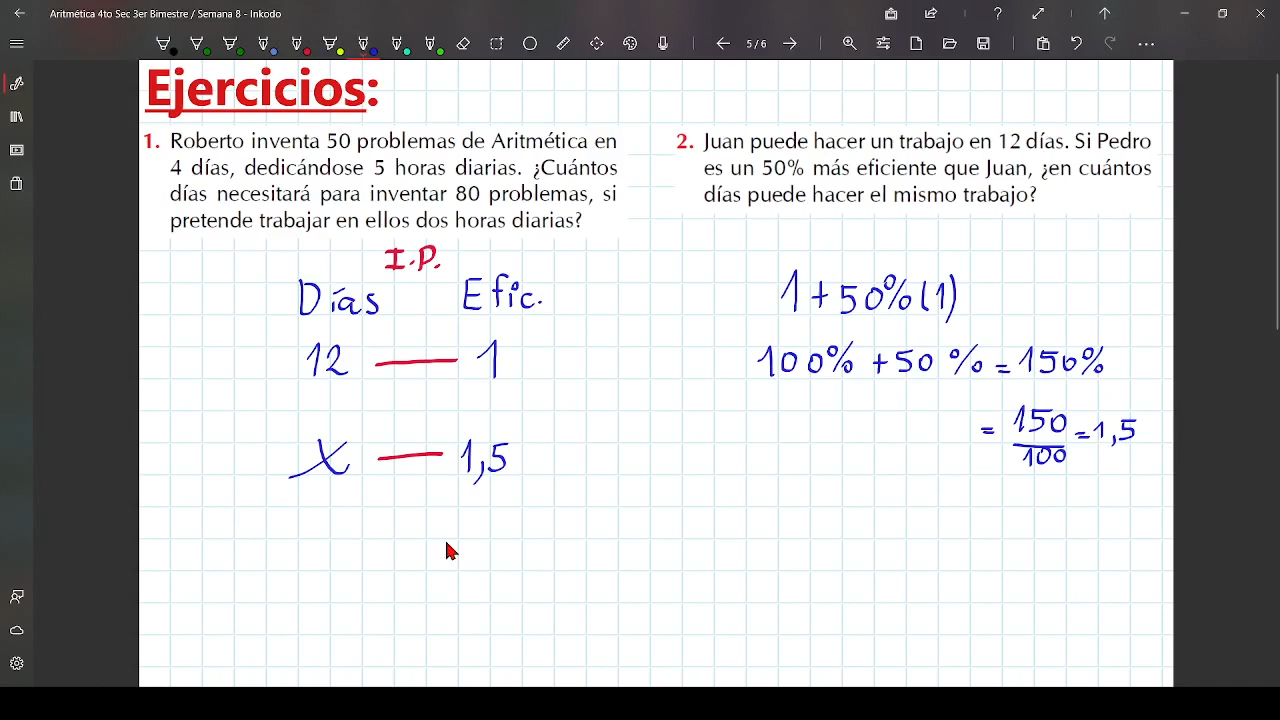 Aritmética 4to Sec 3er Bimestre / Semana 8 - Inkodo
5/6
Ejercicios:
1. Roberto inventa 50 problemas de Aritmética en
4 días, dedicándose 5 horas diarias. ¿Cuántos
días necesitará para inventar 80 problemas, si
pretende trabajar en ellos dos horas diarias?
2. Juan puede hacer un trabajo en 12 días. Si Pedro
es un 50% más eficiente que Juan, ¿en cuántos
días puede hacer el mismo trabajo?
I.P.
Días Efic.
12 — 1
X — 1,5
1 + 50% (1)
100% + 50 % = 150%
= 150/100 = 1,5